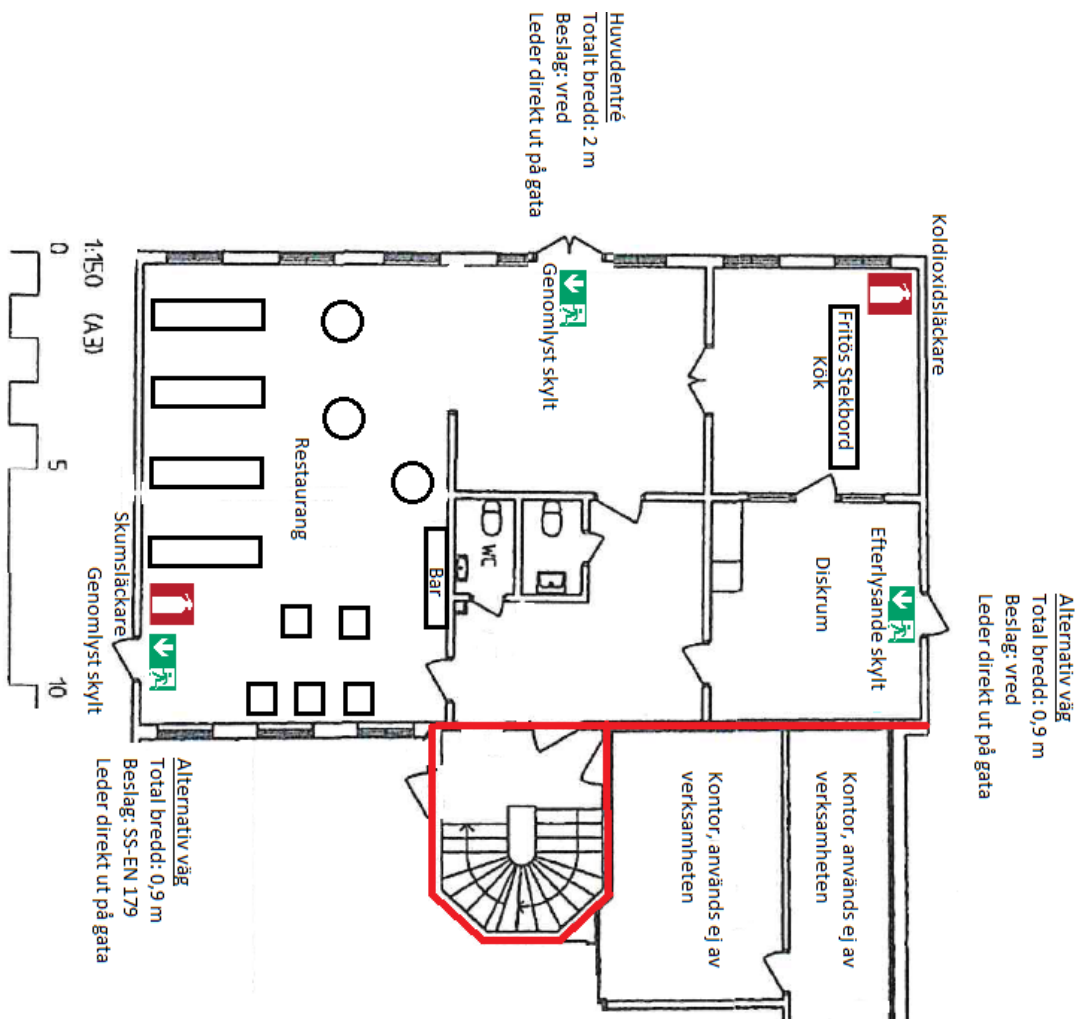 Huvudentré
Totalt bredd: 2 m
Beslag: vred
Leder direkt ut på gata
Koldioxidsläckare
Genomlyst skylt
Fritös Stekbord
Kök
1:150 (A3)
0
5
10
Restaurang
Bar
WC
Diskrum
Efterlysande skylt
Alternativ väg
Total bredd: 0,9 m
Beslag: vred
Leder direkt ut på gata
Skumsläckare
Genomlyst skylt
Alternativ väg
Total bredd: 0,9 m
Beslag: SS-EN 179
Leder direkt ut på gata
Kontor, används ej av
verksamheten
Kontor, används ej av
verksamheten